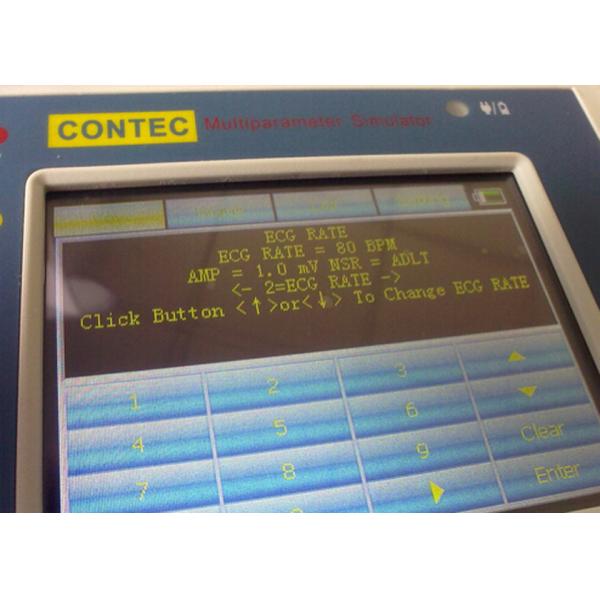 CONTEC Multiparameter Simulator
ECG RATE
ECG RATE = 80 BPM
AMP = 1.0 mV NSR = ADLT
<- 2=ECG RATE ->
Click Button <↑>or<↓> To Change ECG RATE
1 2 3 ▲
4 5 6 ▼
7 8 9 Clear
▶ Enter